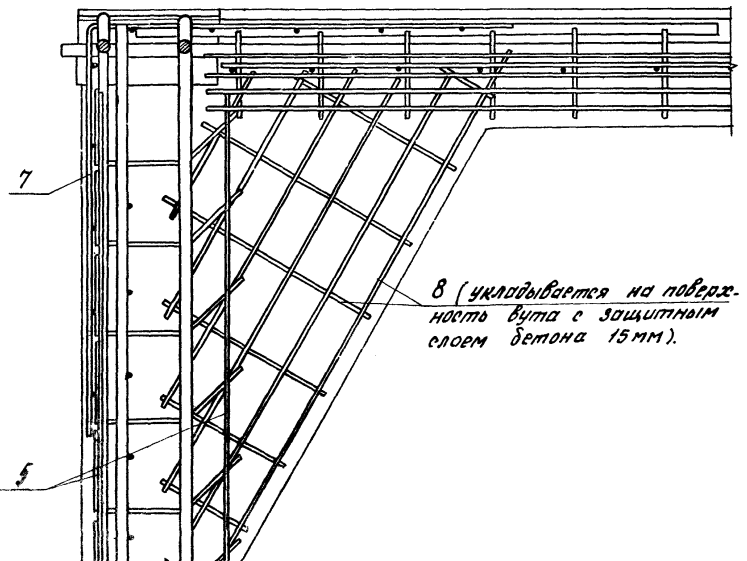 7
8 (укладывается на поверх-
ность вута с защитным
слоем бетона 15мм).
5